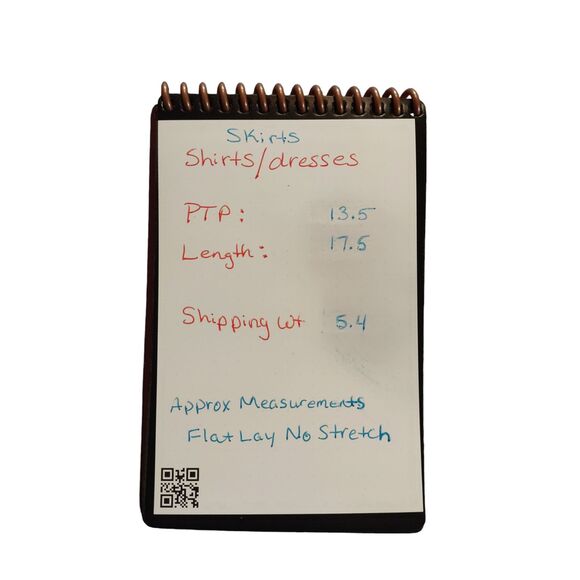 Skirts
Shirts/dresses
PTP: 13.5
Length: 17.5
Shipping wt 5.4
Approx Measurements
Flat Lay No Stretch